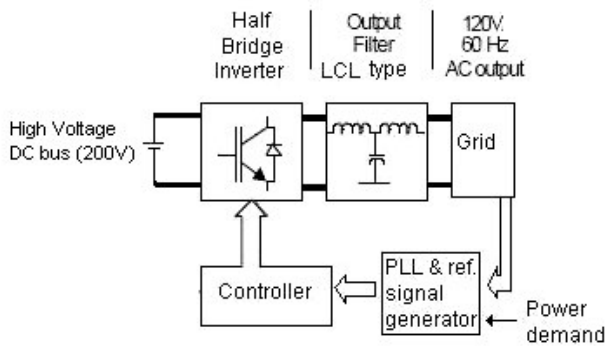 Half
Bridge
Inverter
Output
Filter
LCL type
120V.
60 Hz
AC output
High Voltage
DC bus (200V)
Grid
Controller
PLL & ref.
signal
generator
Power
demand